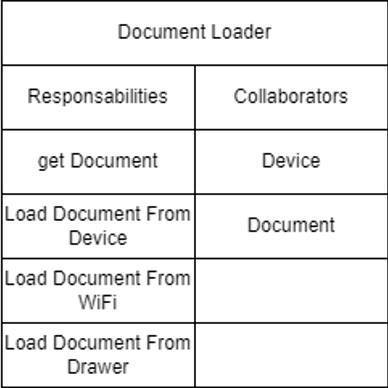 Document Loader
Responsabilities
Collaborators
get Document
Device
Load Document From
Device
Document
Load Document From
WiFi
Load Document From
Drawer